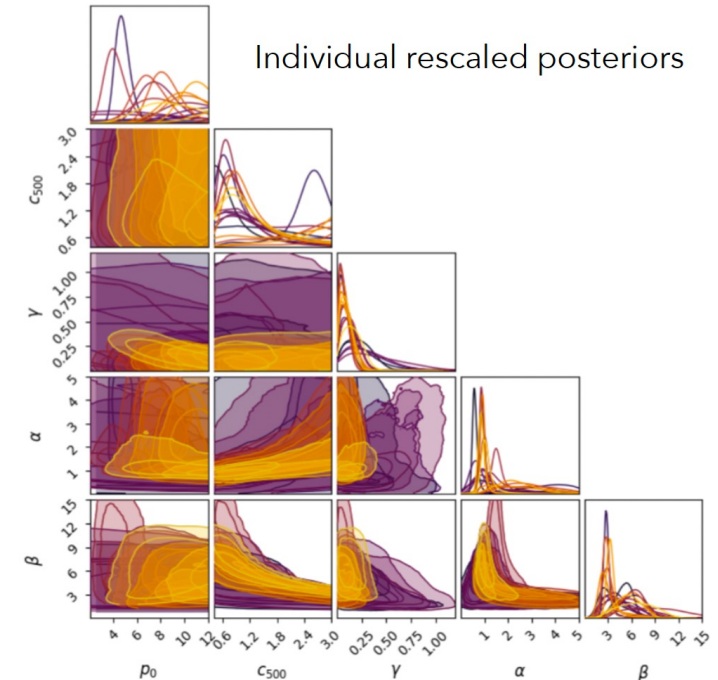 Individual rescaled posteriors
3.0
2.4
1.8
1.2
0.6
c500
1.00
0.75
0.50
0.25
γ
5
4
3
2
1
α
15
12
9
6
3
β
4 6 8 10 12
0.6 1.2 1.8 2.4 3.0
0.25 0.50 0.75 1.00
1 2 3 4 5
3 6 9 12 15
p0 c500 γ α β